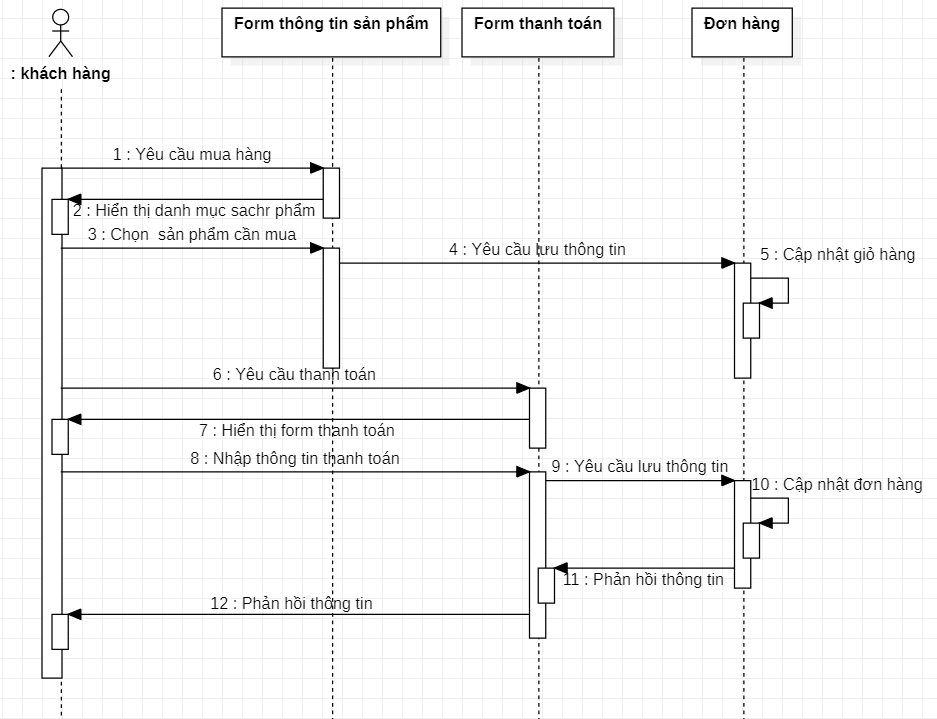 Form thông tin sản phẩm
Form thanh toán
Đơn hàng
: khách hàng
1 : Yêu cầu mua hàng
2 : Hiển thị danh mục sachr phẩm
3 : Chọn  sản phẩm cần mua
4 : Yêu cầu lưu thông tin
5 : Cập nhật giỏ hàng
6 : Yêu cầu thanh toán
7 : Hiển thị form thanh toán
8 : Nhập thông tin thanh toán
9 : Yêu cầu lưu thông tin
10 : Cập nhật đơn hàng
11 : Phản hồi thông tin
12 : Phản hồi thông tin